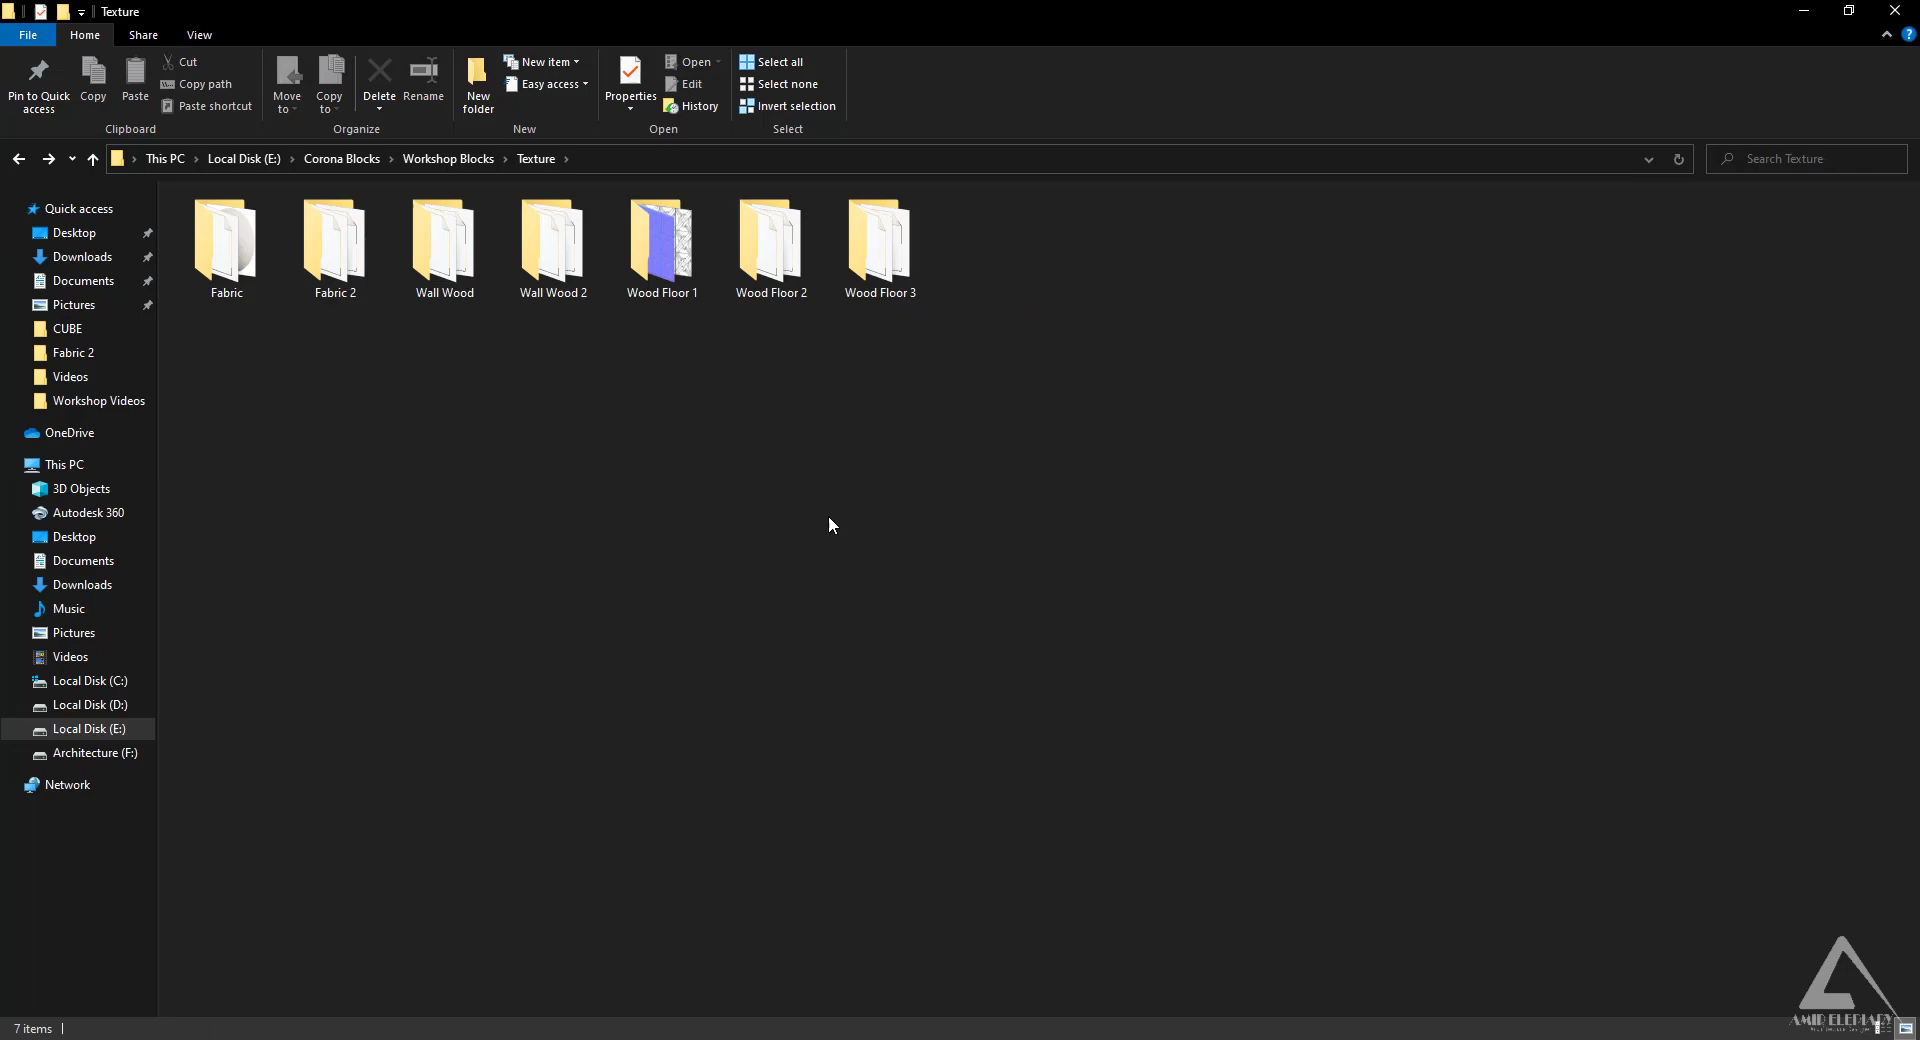 Texture
File Home Share View
Pin to Quick access
Copy
Paste
Cut
Copy path
Paste shortcut
Clipboard
Move to
Copy to
Delete
Rename
Organize
New folder
New item
Easy access
New
Properties
Open
Edit
History
Open
Select all
Select none
Invert selection
Select
This PC Local Disk (E:) Corona Blocks Workshop Blocks Texture
Search Texture
Quick access
Desktop
Downloads
Documents
Pictures
CUBE
Fabric 2
Videos
Workshop Videos
OneDrive
This PC
3D Objects
Autodesk 360
Desktop
Documents
Downloads
Music
Pictures
Videos
Local Disk (C:)
Local Disk (D:)
Local Disk (E:)
Architecture (F:)
Network
Fabric
Fabric 2
Wall Wood
Wall Wood 2
Wood Floor 1
Wood Floor 2
Wood Floor 3
7 items